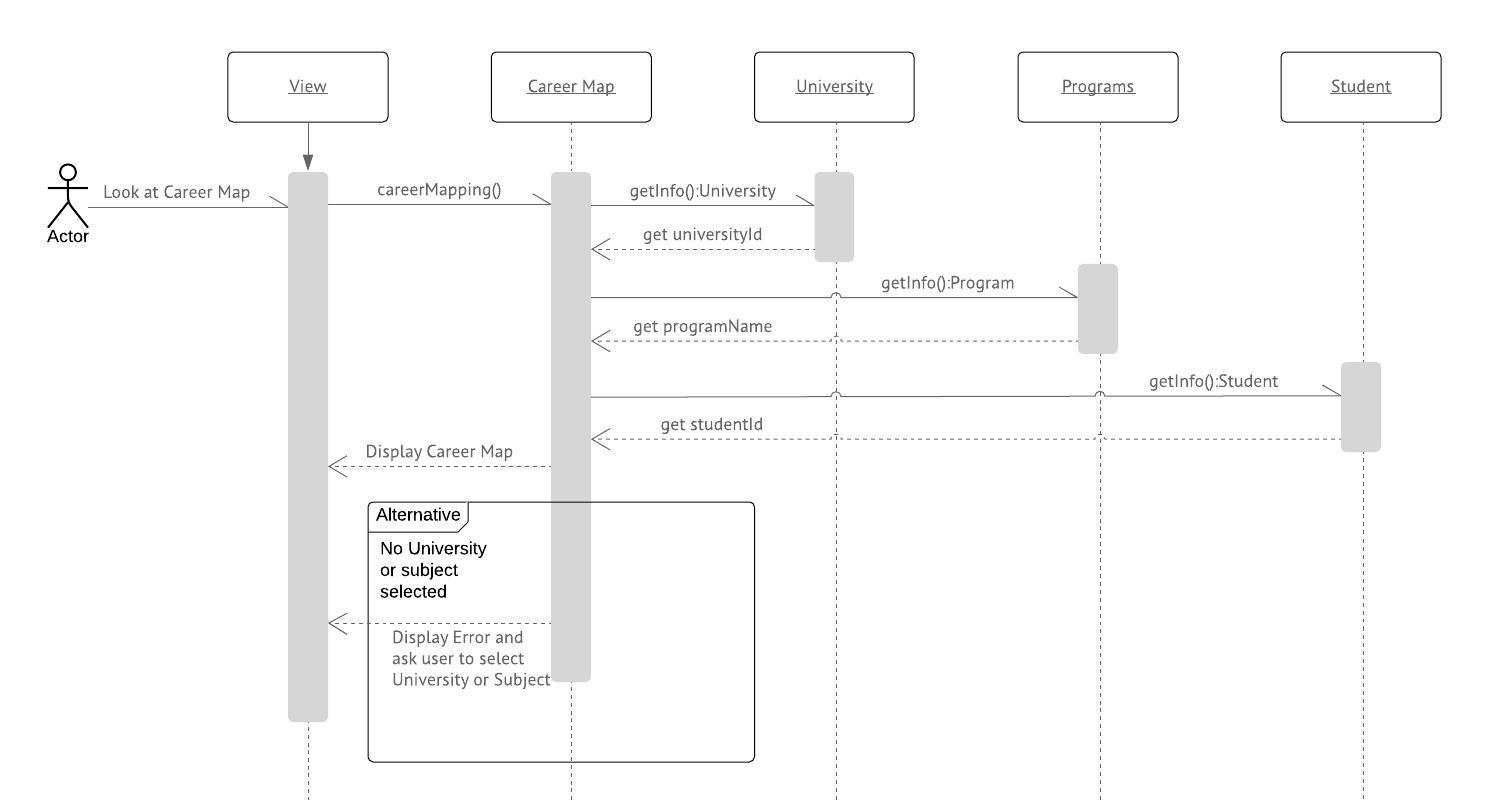 View
Career Map
University
Programs
Student
Look at Career Map
careerMapping()
getInfo():University
Actor
get universityId
getInfo():Program
get programName
getInfo():Student
get studentId
Display Career Map
Alternative
No University
or subject
selected
Display Error and
ask user to select
University or Subject